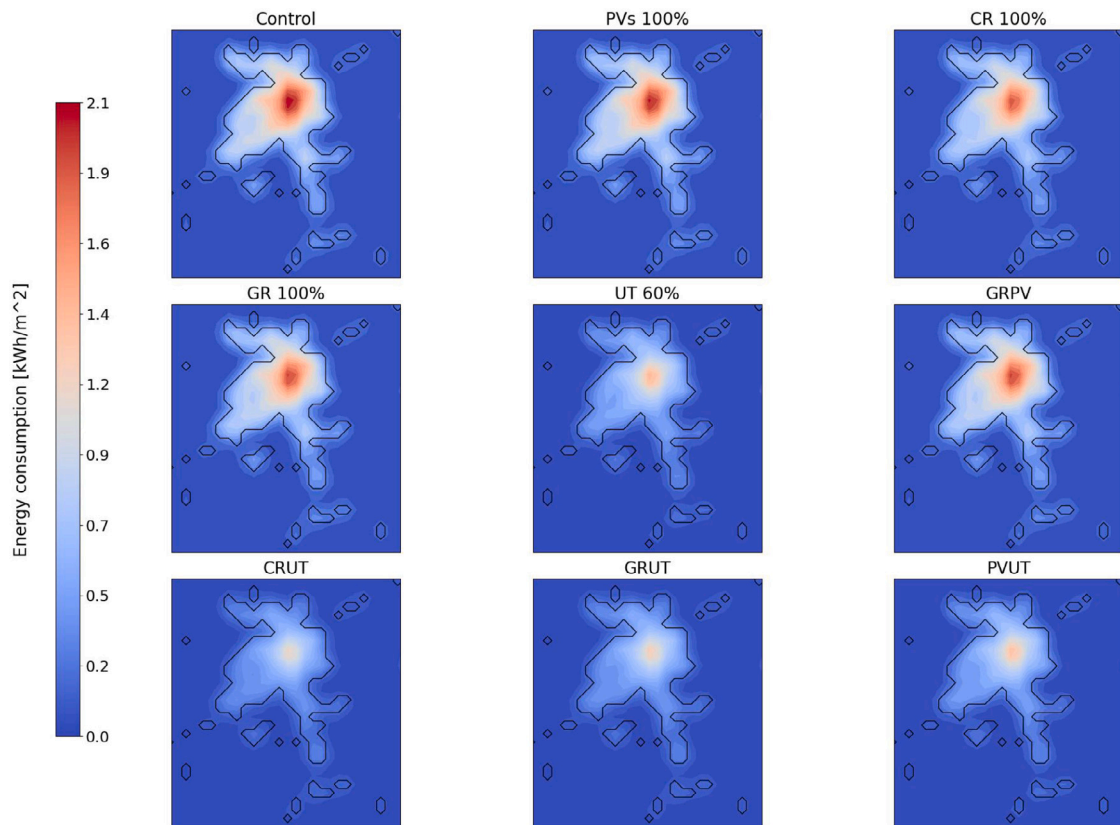 Control
PVs 100%
CR 100%
2.1
1.9
1.6
1.4
1.2
0.9
0.7
0.5
0.2
0.0
Energy consumption [kWh/m^2]
GR 100%
UT 60%
GRPV
CRUT
GRUT
PVUT